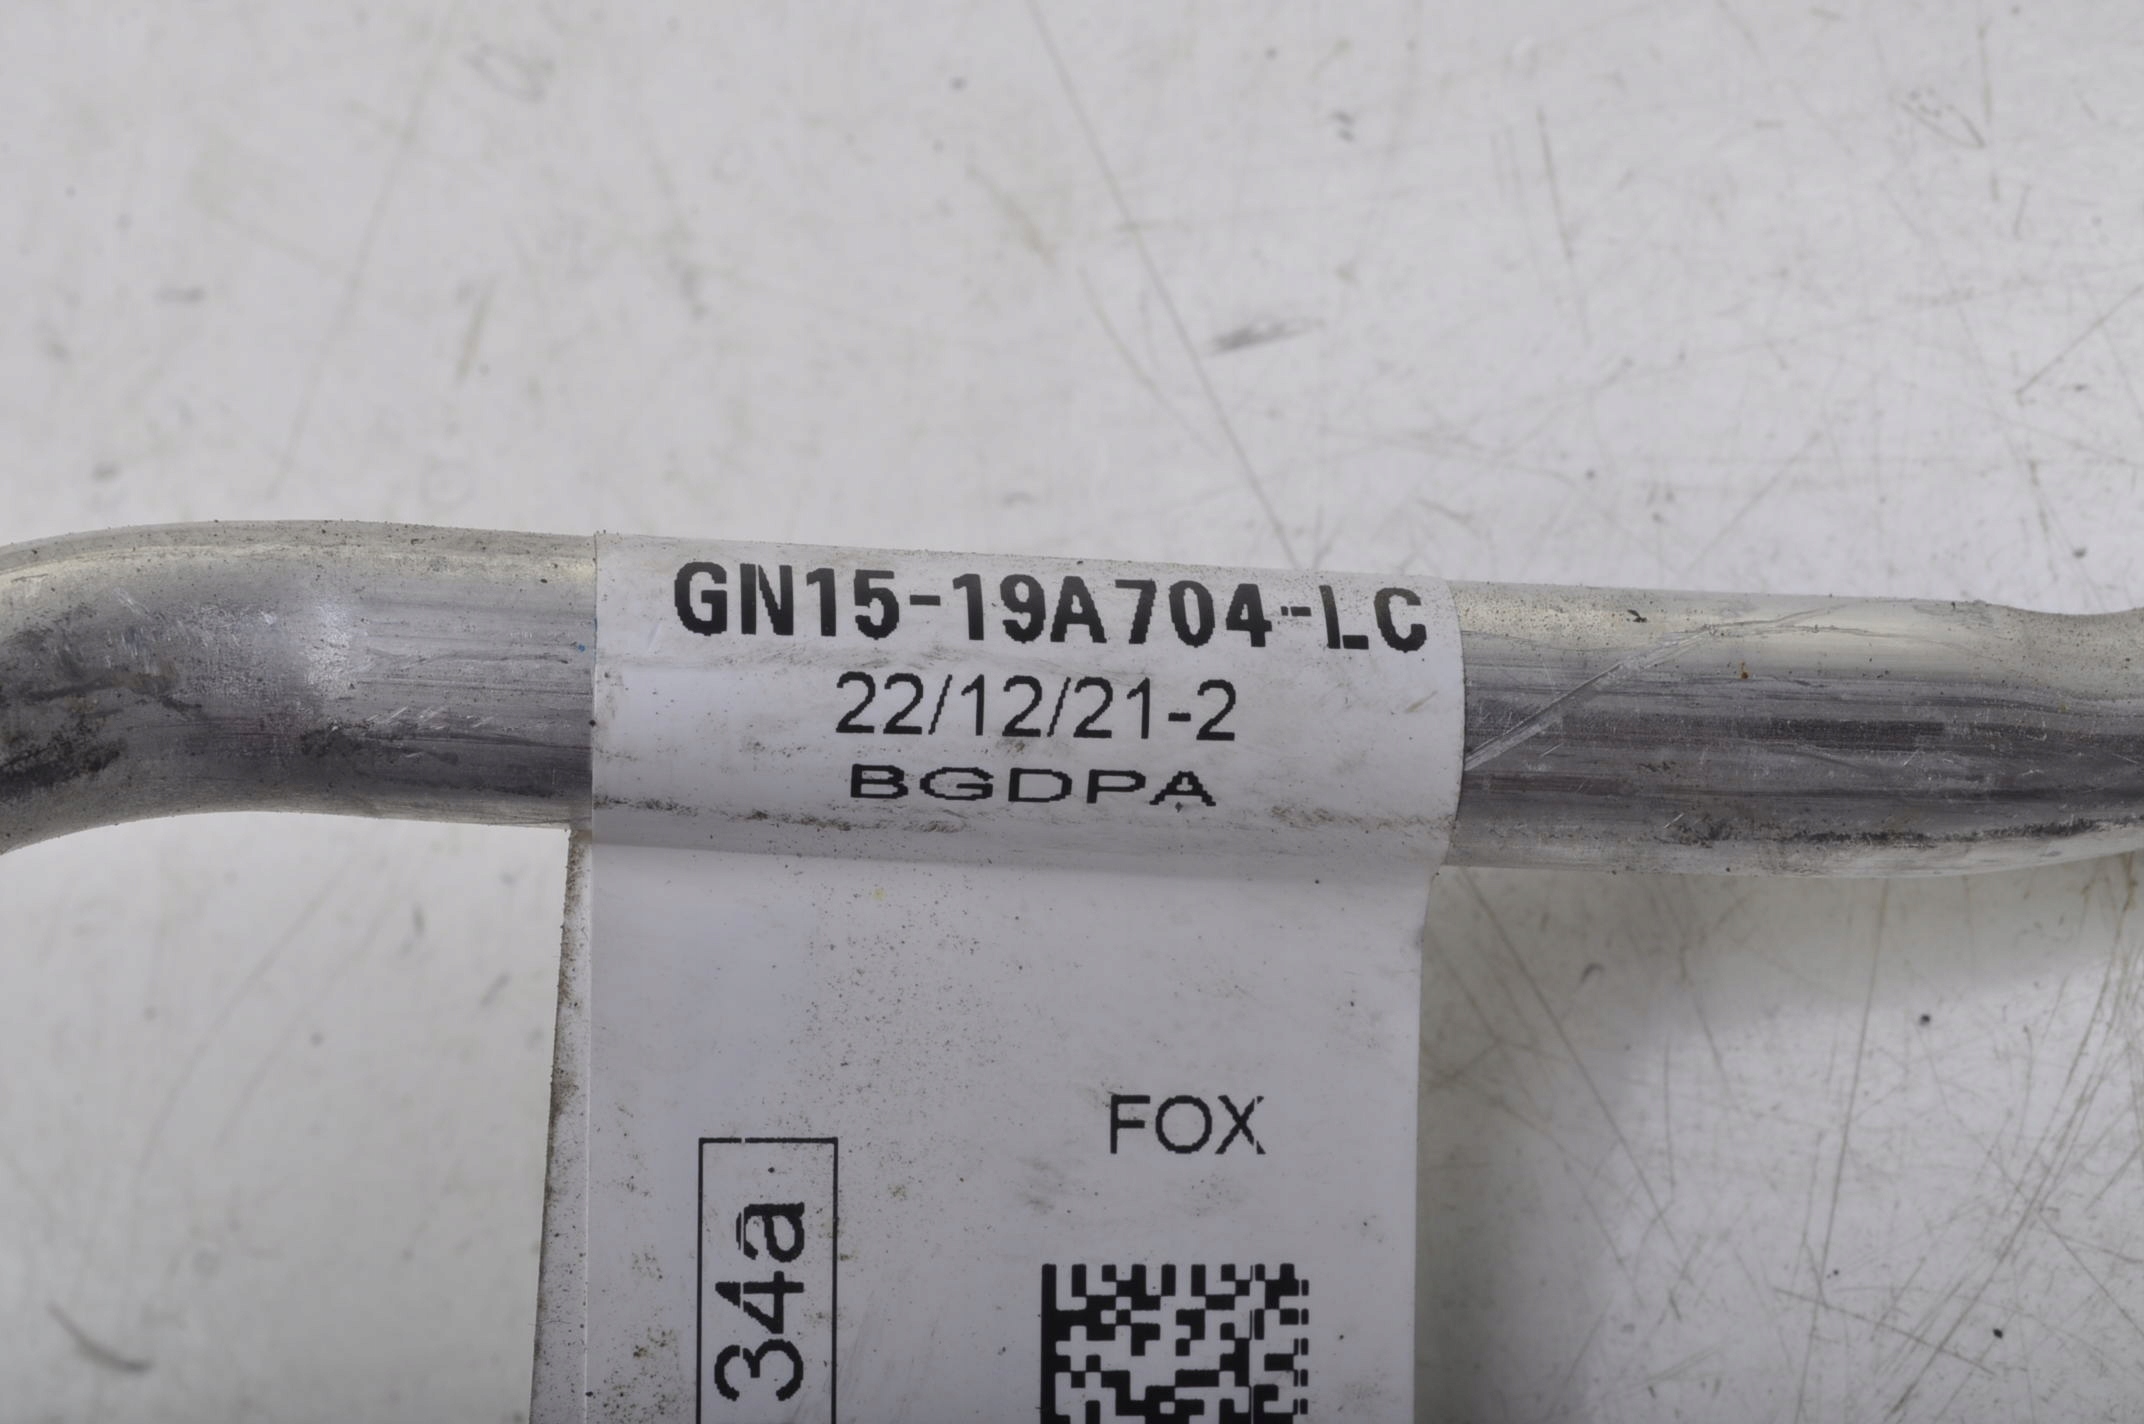 GN15-19A704-LC
22/12/21-2
BGDPA
FOX
34a